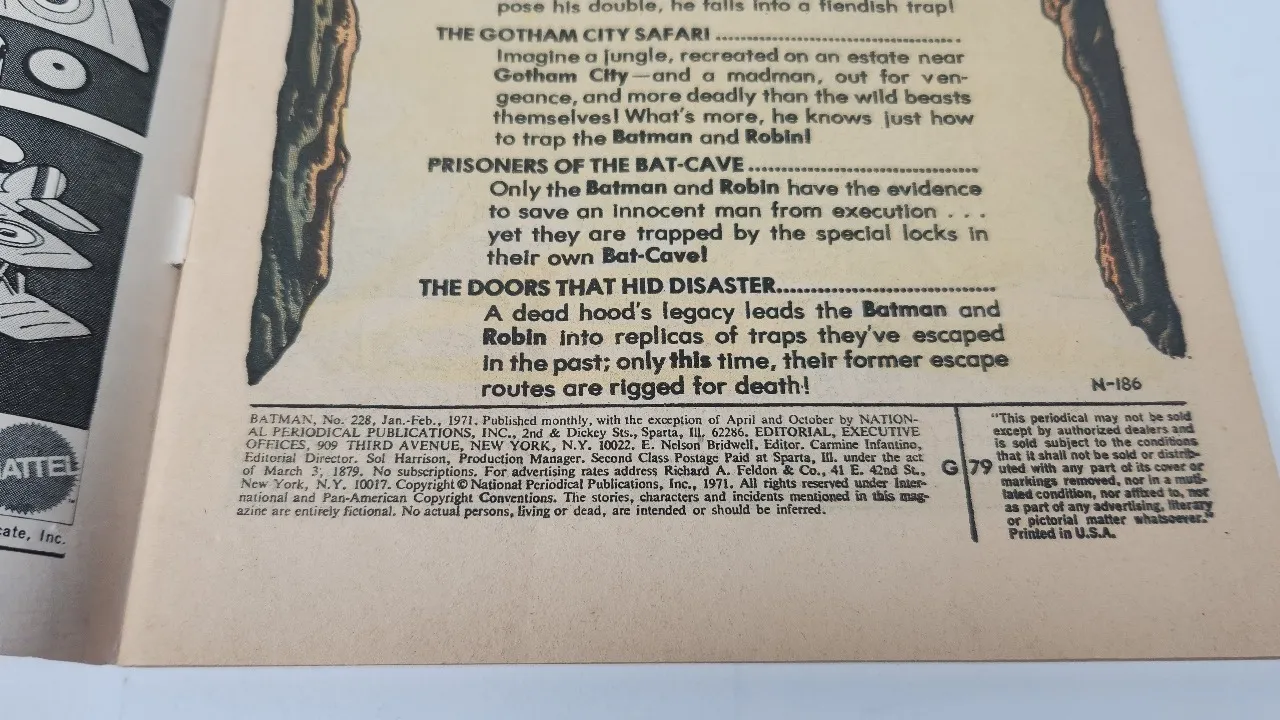 pose his double, he falls into a fiendish trap!
THE GOTHAM CITY SAFARI
Imagine a jungle, recreated on an estate near
Gotham City—and a madman, out for ven-
geance, and more deadly than the wild beasts
themselves! What's more, he knows just how
to trap the Batman and Robin!
PRISONERS OF THE BAT-CAVE
Only the Batman and Robin have the evidence
to save an innocent man from execution . . .
yet they are trapped by the special locks in
their own Bat-Cave!
THE DOORS THAT HID DISASTER
A dead hood's legacy leads the Batman and
Robin into replicas of traps they've escaped
in the past; only this time, their former escape
routes are rigged for death!
N-186
BATMAN, No. 228, Jan.-Feb., 1971. Published monthly, with the exception of April and October by NATION-
AL PERIODICAL PUBLICATIONS, INC., 2nd & Dickey Sts., Sparta, Ill. 62286. EDITORIAL, EXECUTIVE
OFFICES, 909 THIRD AVENUE, NEW YORK, N.Y. 10022. E. Nelson Bridwell, Editor. Carmine Infantino,
Editorial Director. Sol Harrison, Production Manager. Second Class Postage Paid at Sparta, Ill. under the act
of March 3, 1879. No subscriptions. For advertising rates address Richard A. Feldon & Co., 41 E. 42nd St.,
New York, N.Y. 10017. Copyright © National Periodical Publications, Inc., 1971. All rights reserved under Inter-
national and Pan-American Copyright Conventions. The stories, characters and incidents mentioned in this mag-
azine are entirely fictional. No actual persons, living or dead, are intended or should be inferred.
G 79
"This periodical may not be sold
except by authorized dealers and
is sold subject to the conditions
that it shall not be sold or distrib-
uted with any part of its cover or
markings removed, nor in a muti-
lated condition, nor affixed to, nor
as part of any advertising, literary
or pictorial matter whatsoever."
Printed in U.S.A.
MATTEL
cate, Inc.